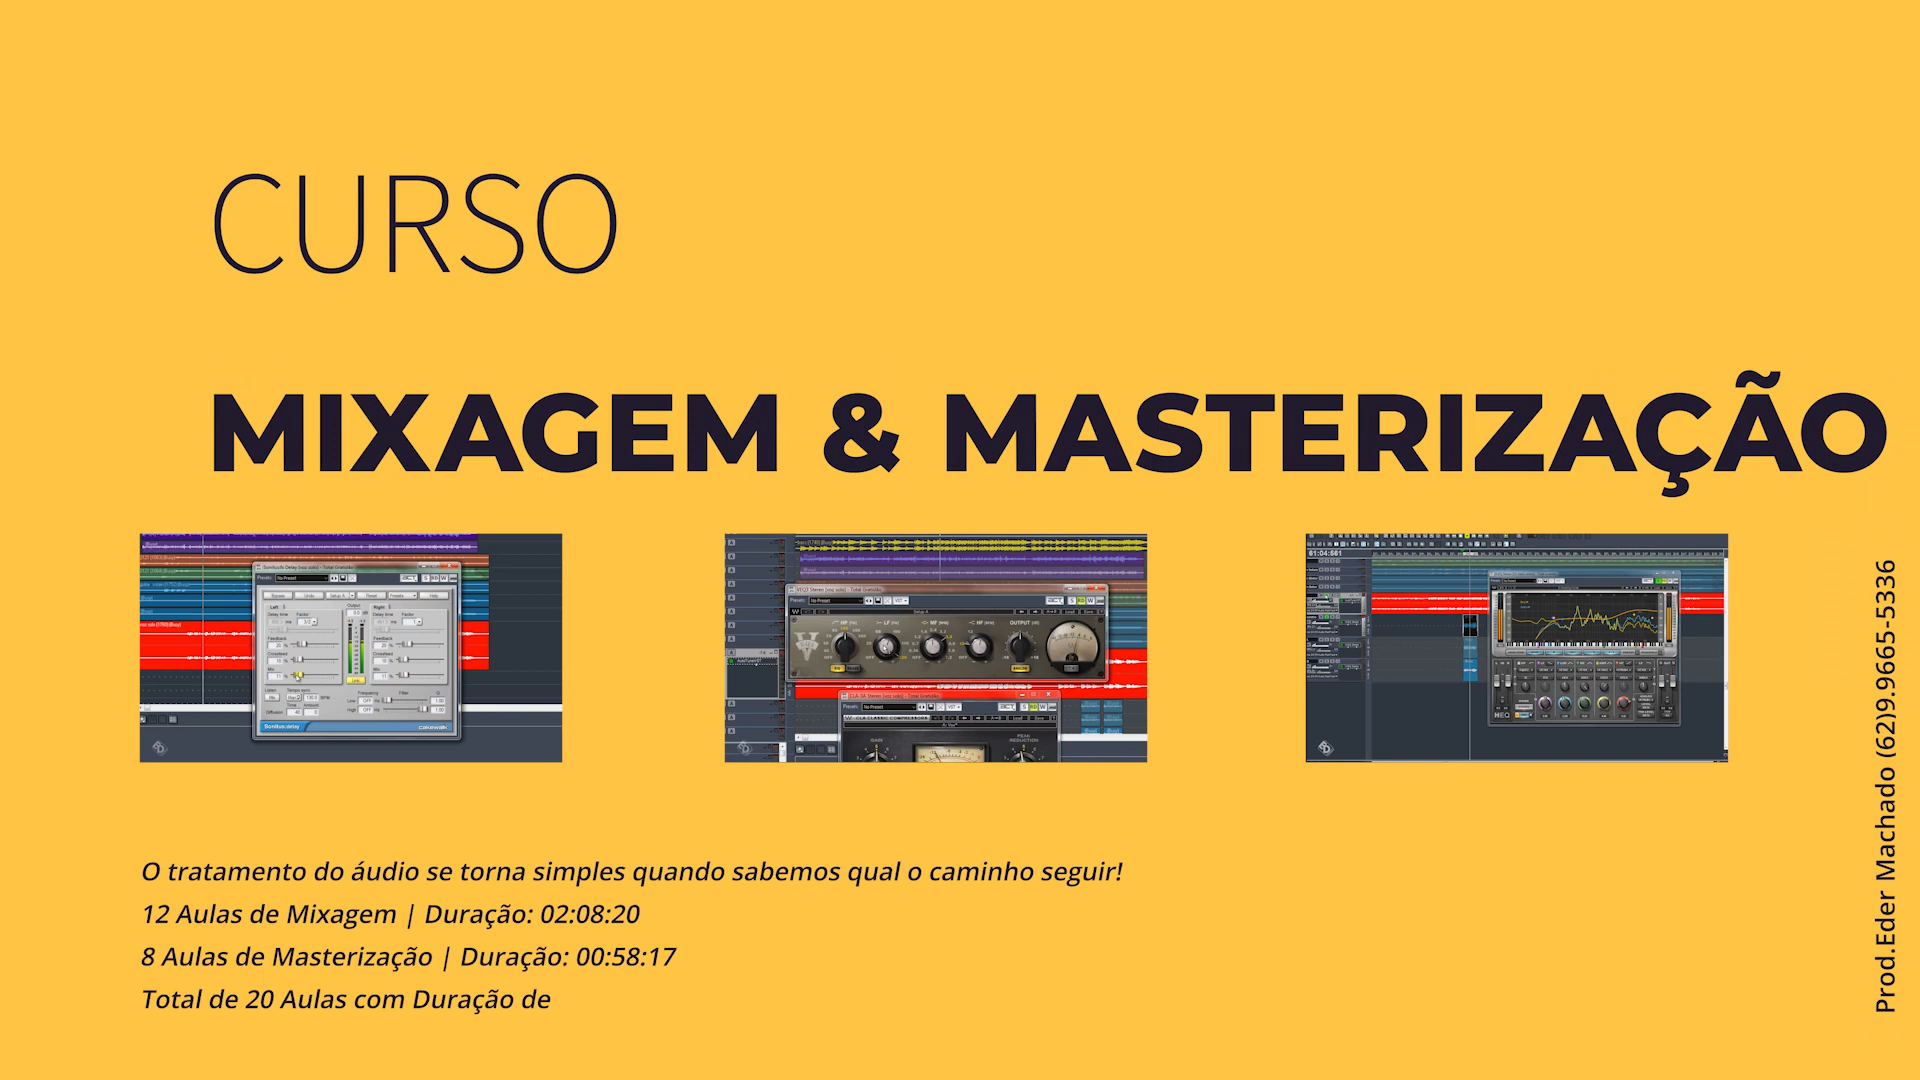 CURSO
MIXAGEM & MASTERIZAÇÃO
O tratamento do áudio se torna simples quando sabemos qual o caminho seguir!
12 Aulas de Mixagem | Duração: 02:08:20
8 Aulas de Masterização | Duração: 00:58:17
Total de 20 Aulas com Duração de
Prod.Eder Machado (62)9.9665-5336